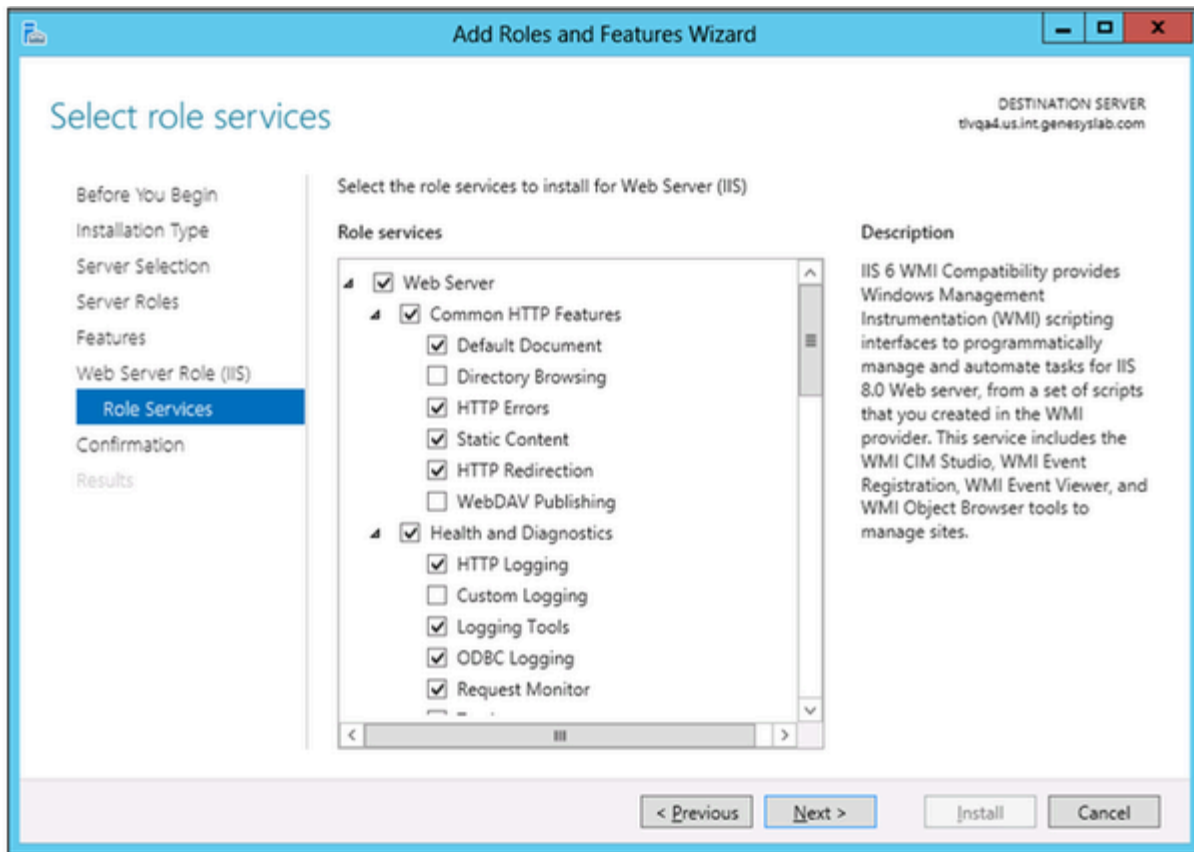 Add Roles and Features Wizard
Select role services
DESTINATION SERVER
tlvqa4.us.int.genesyslab.com
Before You Begin
Installation Type
Server Selection
Server Roles
Features
Web Server Role (IIS)
Role Services
Confirmation
Results
Select the role services to install for Web Server (IIS)
Role services
Web Server
Common HTTP Features
Default Document
Directory Browsing
HTTP Errors
Static Content
HTTP Redirection
WebDAV Publishing
Health and Diagnostics
HTTP Logging
Custom Logging
Logging Tools
ODBC Logging
Request Monitor
Description
IIS 6 WMI Compatibility provides
Windows Management
Instrumentation (WMI) scripting
interfaces to programmatically
manage and automate tasks for IIS
8.0 Web server, from a set of scripts
that you created in the WMI
provider. This service includes the
WMI CIM Studio, WMI Event
Registration, WMI Event Viewer, and
WMI Object Browser tools to
manage sites.
< Previous
Next >
Install
Cancel